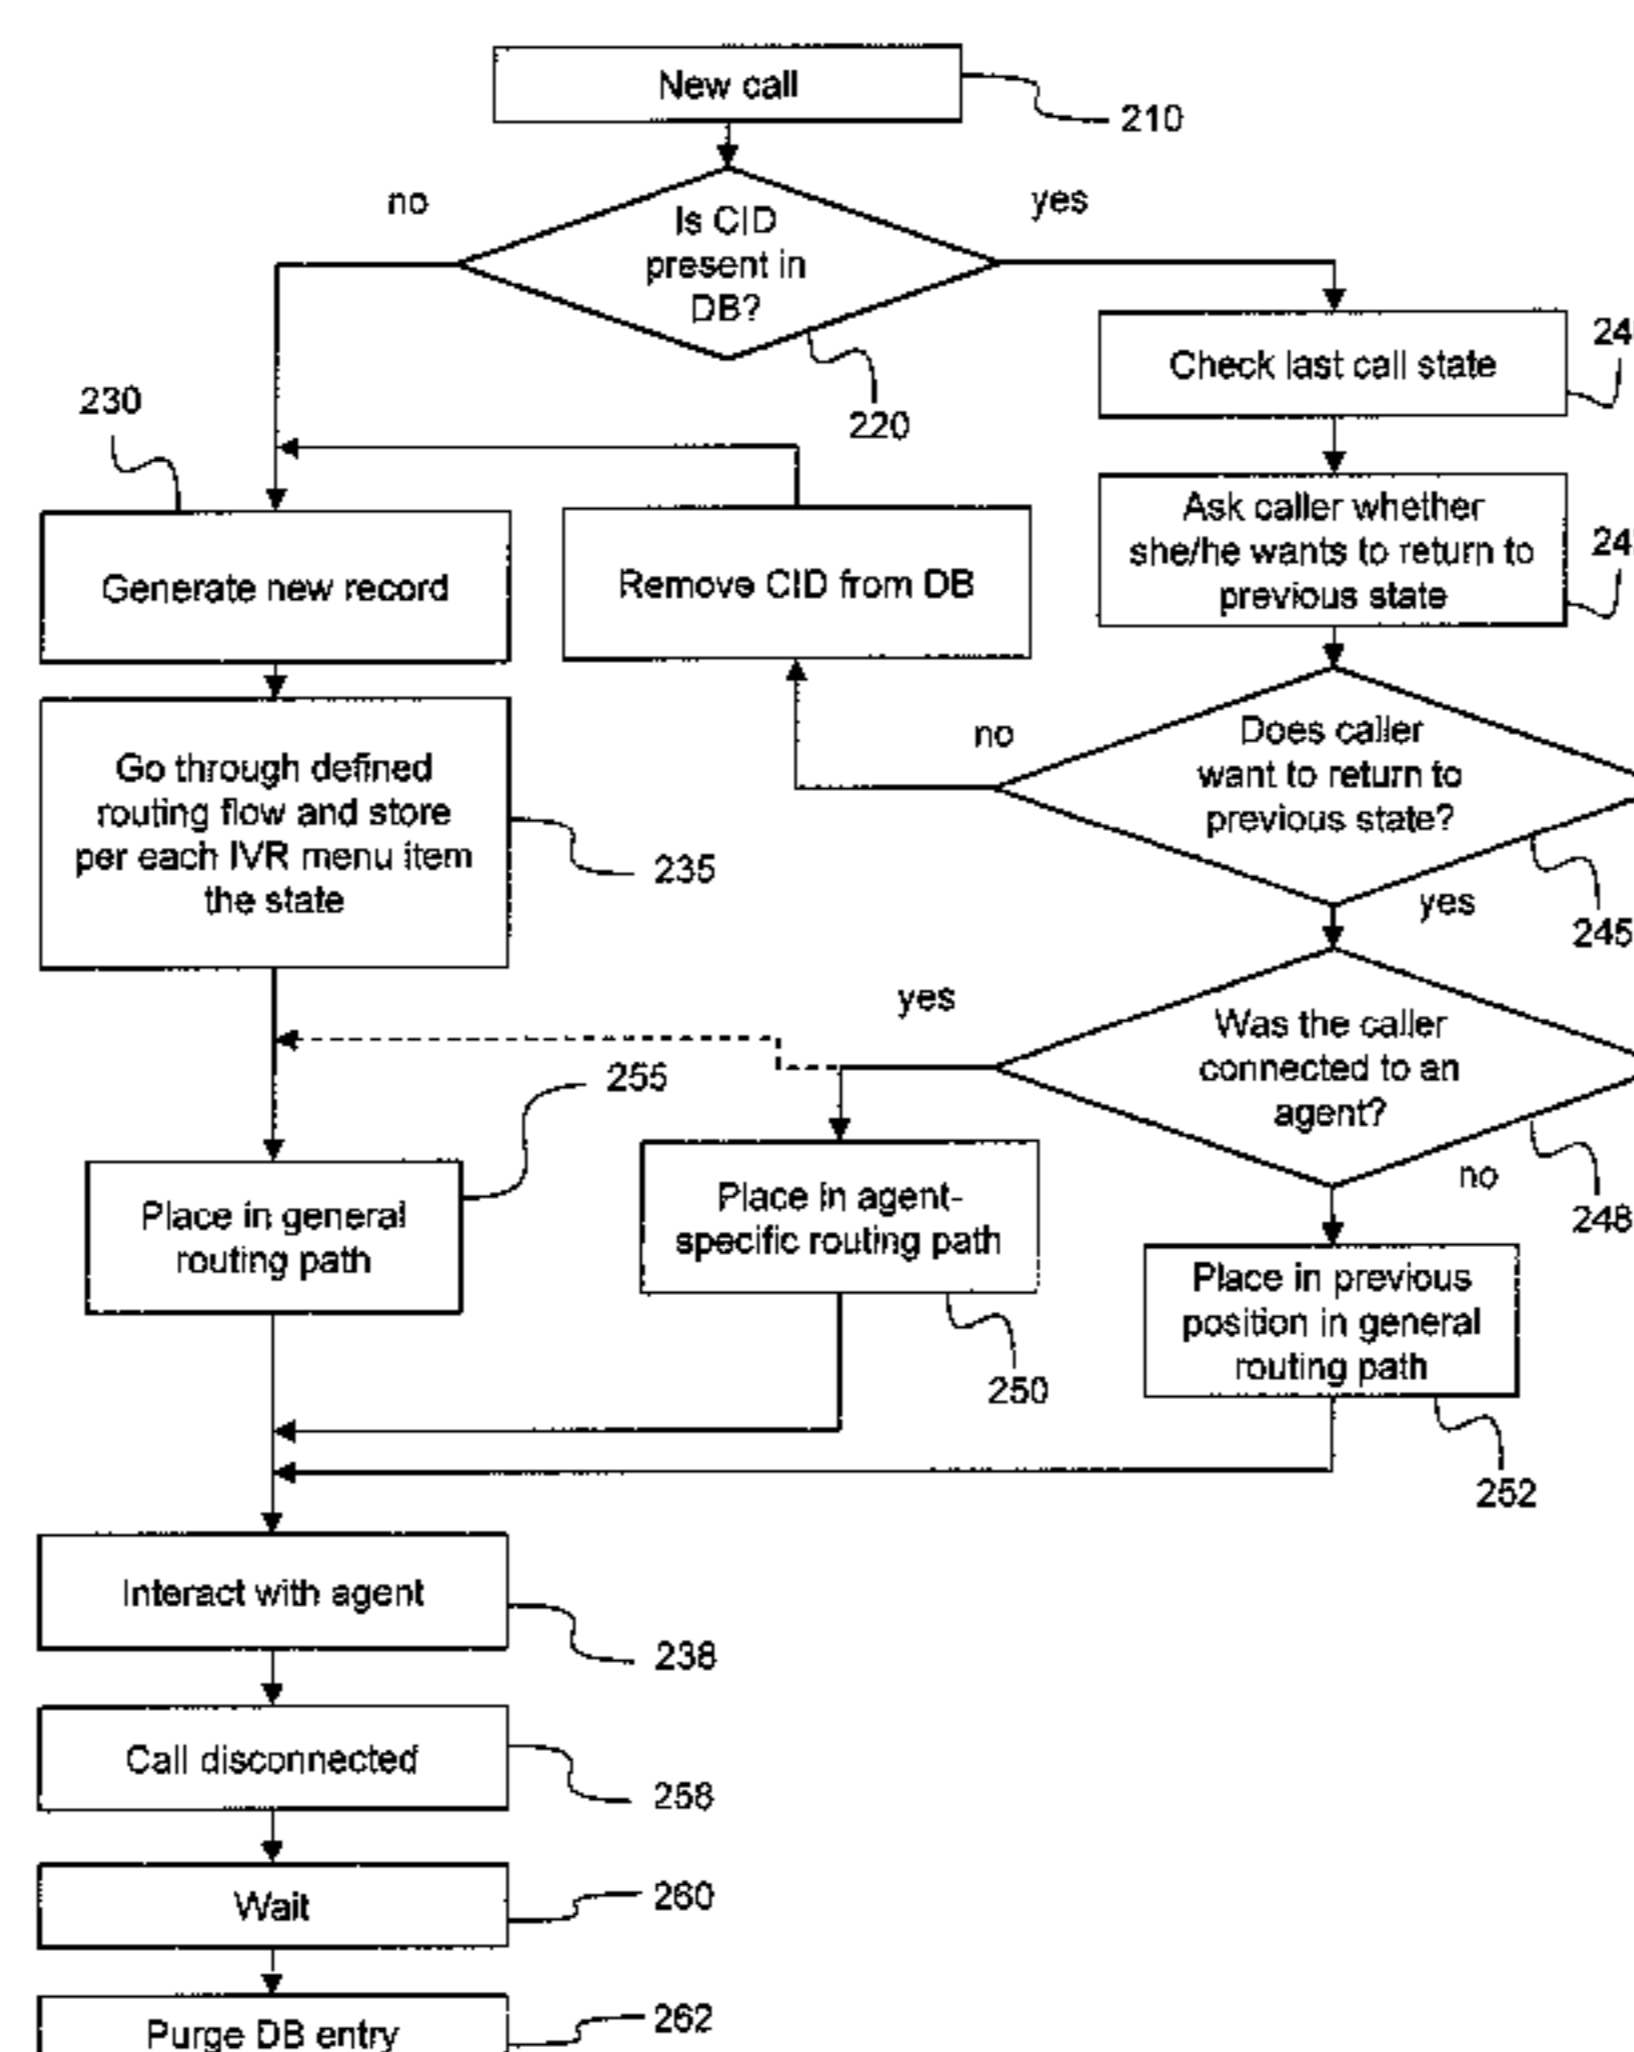 New call
210
no
yes
Is CID
present in
DB?
220
24
Check last call state
230
Ask caller whether
she/he wants to return to
previous state
24
Generate new record
Remove CID from DB
no
Does caller
want to return to
previous state?
yes
245
Go through defined
routing flow and store
per each IVR menu item
the state
235
yes
Was the caller
connected to an
agent?
no
248
255
Place in general
routing path
Place in agent-
specific routing path
250
Place in previous
position in general
routing path
252
Interact with agent
238
Call disconnected
258
Wait
260
Purge DB entry
262